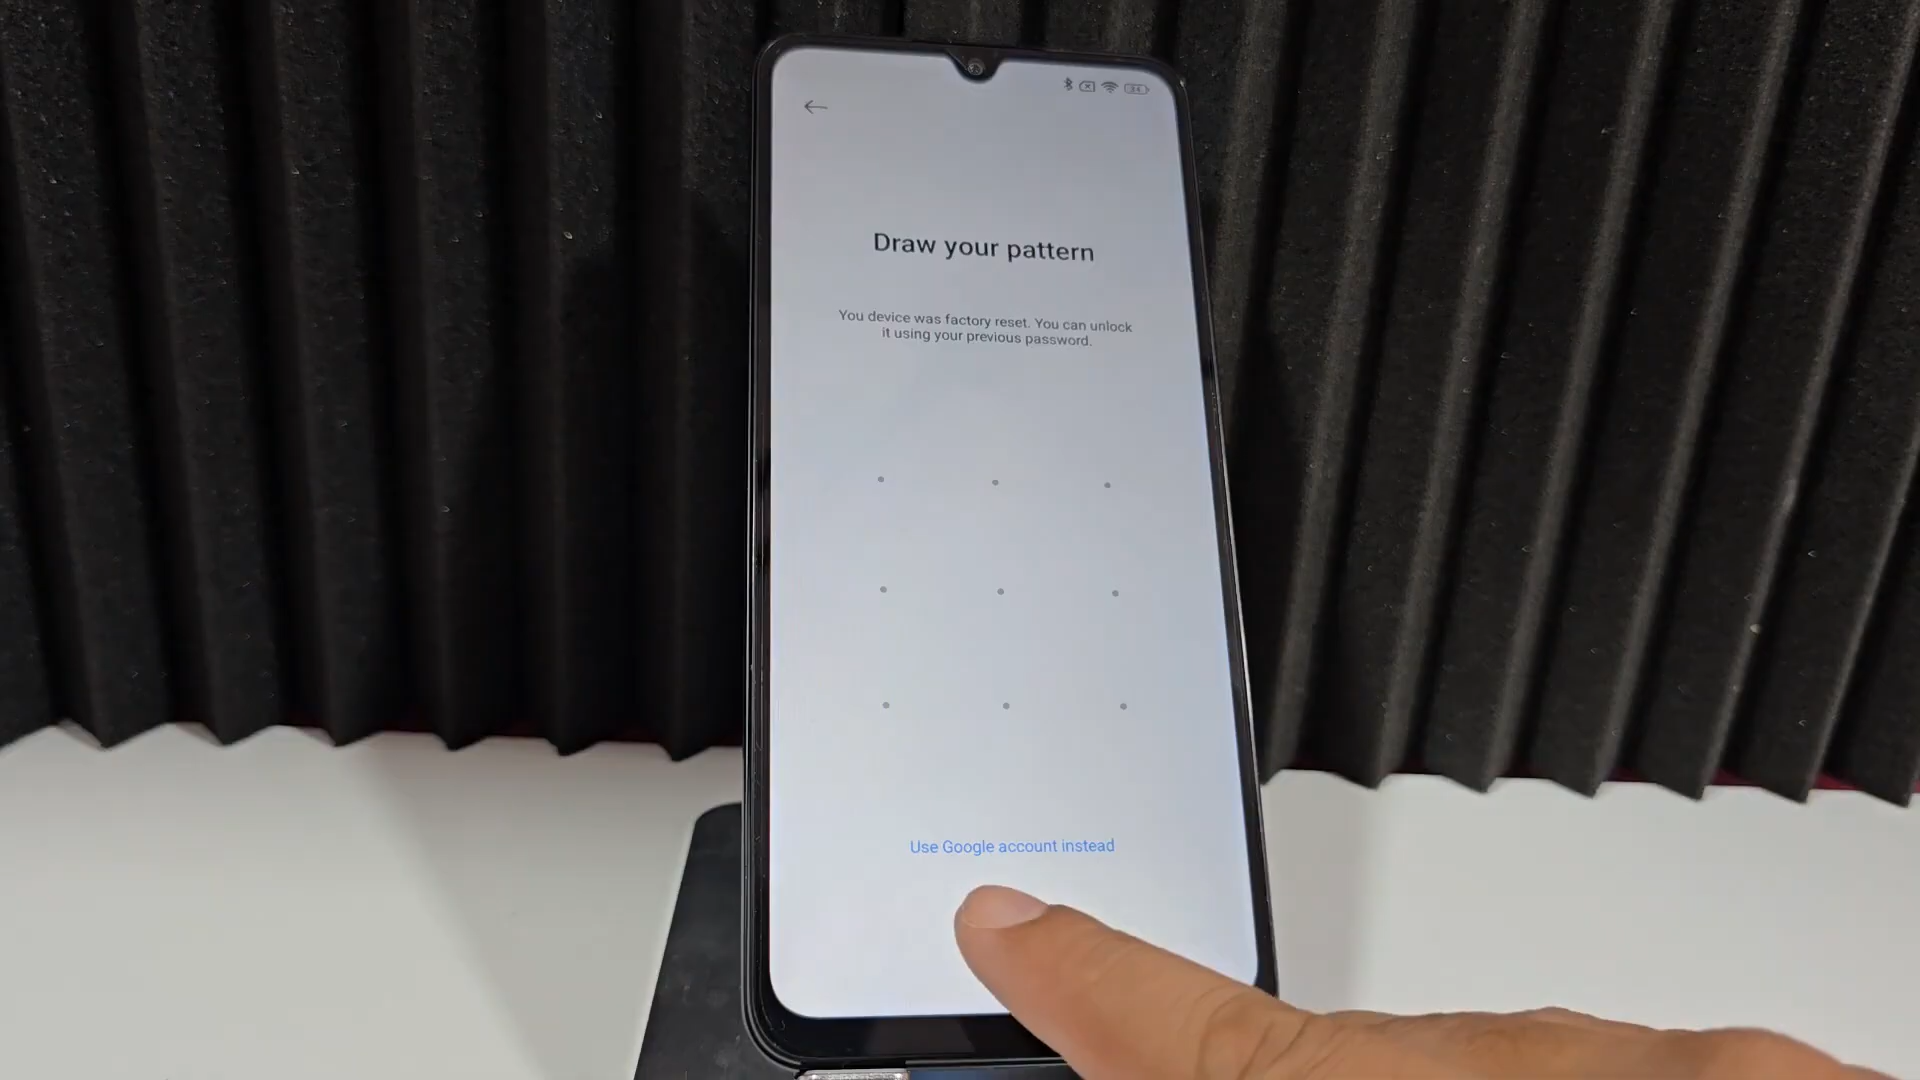 Draw your pattern
You device was factory reset. You can unlock
it using your previous password.
Use Google account instead